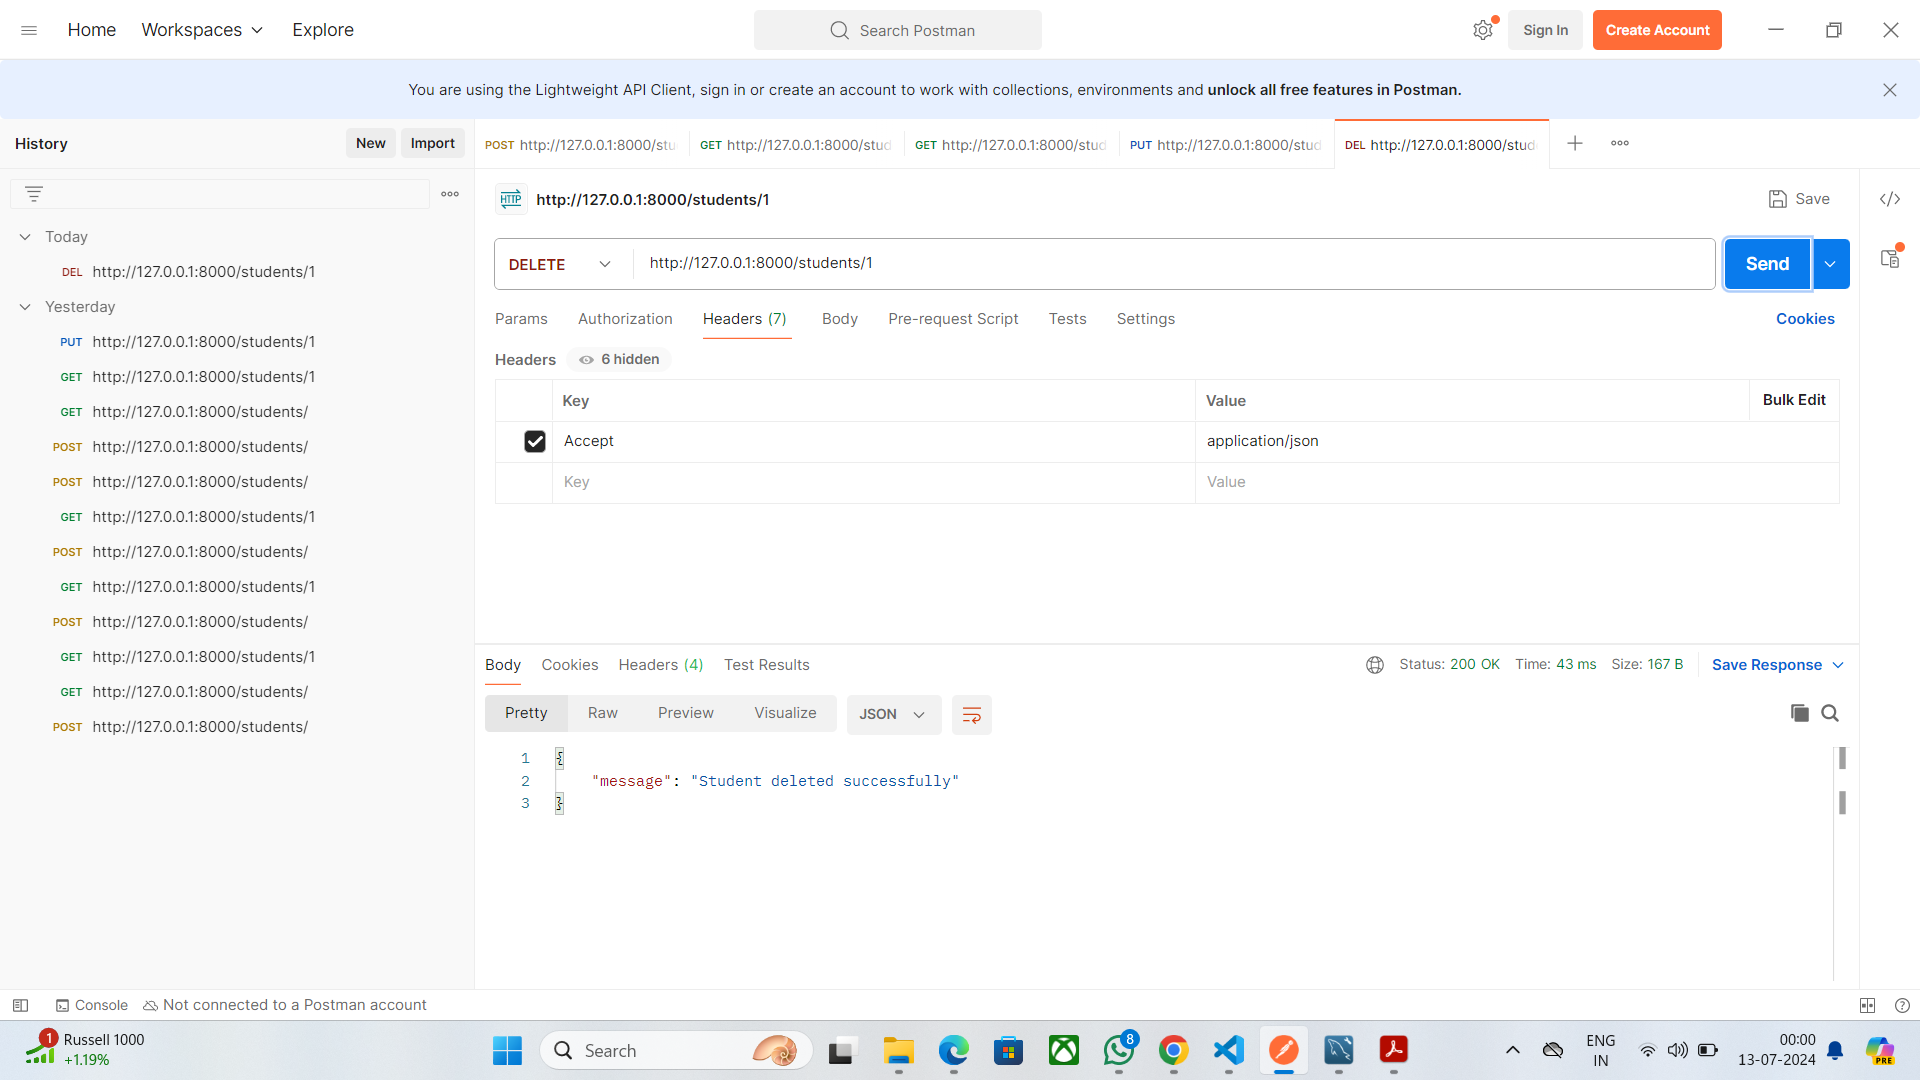 Home Workspaces Explore Search Postman Sign In Create Account
You are using the Lightweight API Client, sign in or create an account to work with collections, environments and unlock all free features in Postman.
History New Import
POST http://127.0.0.1:8000/stu GET http://127.0.0.1:8000/stud GET http://127.0.0.1:8000/stud PUT http://127.0.0.1:8000/stud DEL http://127.0.0.1:8000/stud
HTTP http://127.0.0.1:8000/students/1 Save
Today
DEL http://127.0.0.1:8000/students/1
Yesterday
PUT http://127.0.0.1:8000/students/1
GET http://127.0.0.1:8000/students/1
GET http://127.0.0.1:8000/students/
POST http://127.0.0.1:8000/students/
POST http://127.0.0.1:8000/students/
GET http://127.0.0.1:8000/students/1
POST http://127.0.0.1:8000/students/
GET http://127.0.0.1:8000/students/1
POST http://127.0.0.1:8000/students/
GET http://127.0.0.1:8000/students/1
GET http://127.0.0.1:8000/students/
POST http://127.0.0.1:8000/students/
DELETE http://127.0.0.1:8000/students/1 Send
Params Authorization Headers (7) Body Pre-request Script Tests Settings Cookies
Headers 6 hidden
Key Value Bulk Edit
Accept application/json
Key Value
Body Cookies Headers (4) Test Results Status: 200 OK Time: 43 ms Size: 167 B Save Response
Pretty Raw Preview Visualize JSON
1 {
2 "message": "Student deleted successfully"
3 }
Console Not connected to a Postman account
1 Russell 1000
+1.19%
Search
8
ENG
IN
00:00
13-07-2024
PRE